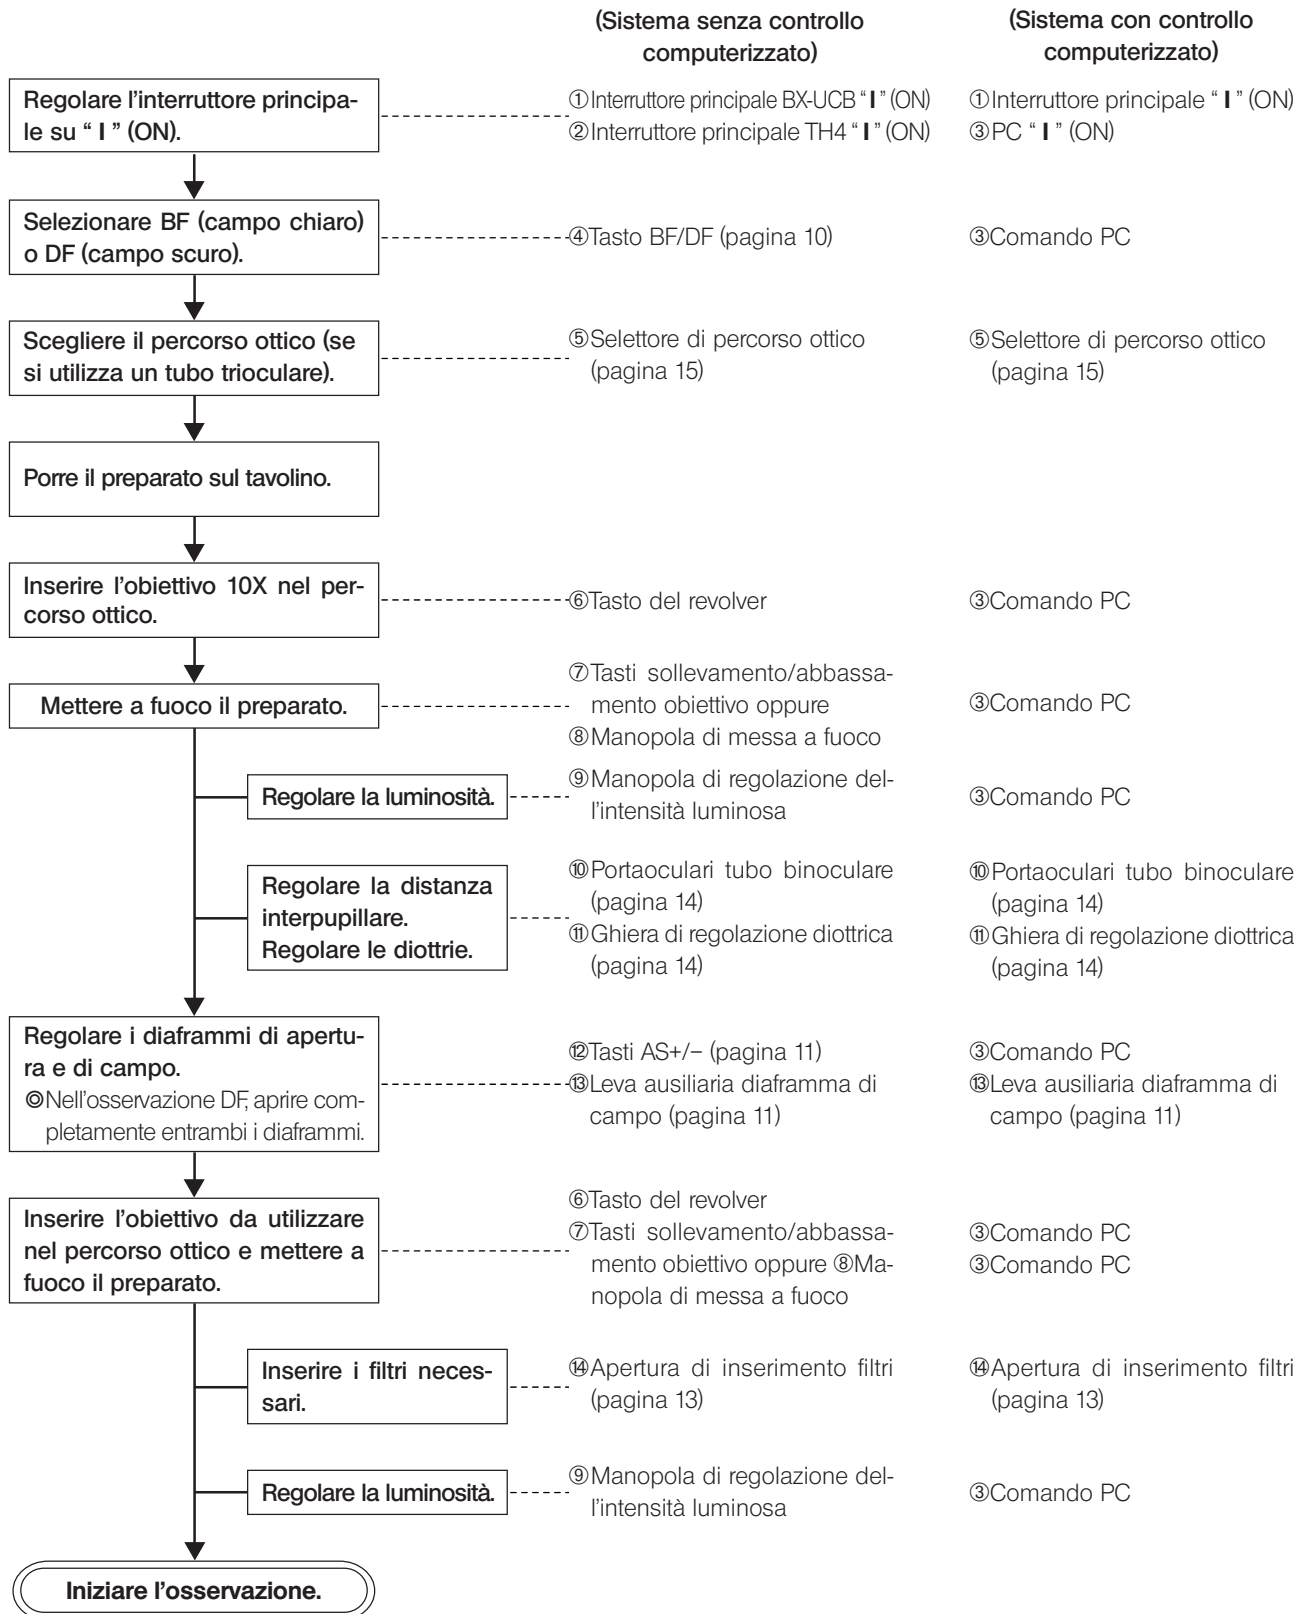 (Sistema senza controllo
computerizzato)
(Sistema con controllo
computerizzato)
Regolare l'interruttore principa-
le su “ I ” (ON).
①Interruttore principale BX-UCB “ I ” (ON)
②Interruttore principale TH4 “ I ” (ON)
①Interruttore principale “ I ” (ON)
③PC “ I ” (ON)
Selezionare BF (campo chiaro)
o DF (campo scuro).
④Tasto BF/DF (pagina 10)
③Comando PC
Scegliere il percorso ottico (se
si utilizza un tubo trioculare).
⑤Selettore di percorso ottico
(pagina 15)
⑤Selettore di percorso ottico
(pagina 15)
Porre il preparato sul tavolino.
Inserire l'obiettivo 10X nel per-
corso ottico.
⑥Tasto del revolver
③Comando PC
Mettere a fuoco il preparato.
⑦Tasti sollevamento/abbassa-
mento obiettivo oppure
⑧Manopola di messa a fuoco
③Comando PC
Regolare la luminosità.
⑨Manopola di regolazione del-
l'intensità luminosa
③Comando PC
Regolare la distanza
interpupillare.
Regolare le diottrie.
⑩Portaoculari tubo binoculare
(pagina 14)
⑪Ghiera di regolazione diottrica
(pagina 14)
⑩Portaoculari tubo binoculare
(pagina 14)
⑪Ghiera di regolazione diottrica
(pagina 14)
Regolare i diaframmi di apertu-
ra e di campo.
◎Nell'osservazione DF, aprire com-
pletamente entrambi i diaframmi.
⑫Tasti AS+/– (pagina 11)
⑬Leva ausiliaria diaframma di
campo (pagina 11)
③Comando PC
⑬Leva ausiliaria diaframma di
campo (pagina 11)
Inserire l'obiettivo da utilizzare
nel percorso ottico e mettere a
fuoco il preparato.
⑥Tasto del revolver
⑦Tasti sollevamento/abbassa-
mento obiettivo oppure ⑧Ma-
nopola di messa a fuoco
③Comando PC
③Comando PC
Inserire i filtri neces-
sari.
⑭Apertura di inserimento filtri
(pagina 13)
⑭Apertura di inserimento filtri
(pagina 13)
Regolare la luminosità.
⑨Manopola di regolazione del-
l'intensità luminosa
③Comando PC
Iniziare l'osservazione.